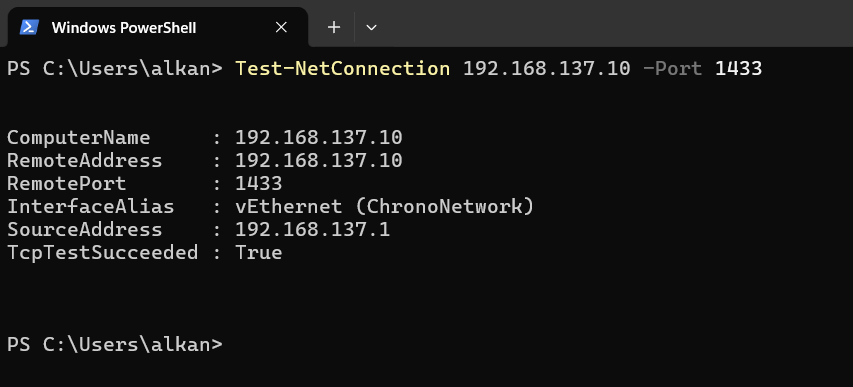 Windows PowerShell
PS C:\Users\alkan> Test-NetConnection 192.168.137.10 -Port 1433
ComputerName     : 192.168.137.10
RemoteAddress    : 192.168.137.10
RemotePort       : 1433
InterfaceAlias   : vEthernet (ChronoNetwork)
SourceAddress    : 192.168.137.1
TcpTestSucceeded : True
PS C:\Users\alkan>